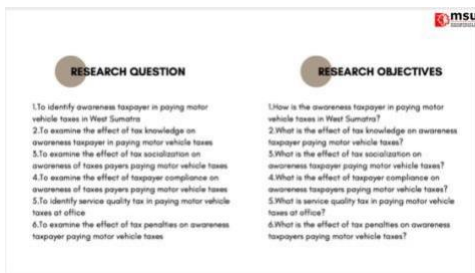 msu
RESEARCH QUESTION
1.To identify awareness taxpayer in paying motor
vehicle taxes in West Sumatra
2.To examine the effect of tax knowledge on
awareness taxpayer in paying motor vehicle taxes
3.To examine the effect of tax socialization on
awareness of taxes payers paying motor vehicle taxes
4.To examine the effect of taxpayer compliance on
awareness of taxes payers paying motor vehicle taxes
5.To identify service quality tax in paying motor vehicle
taxes at office
6.To examine the effect of tax penalties on awareness
taxpayer paying motor vehicle taxes
RESEARCH OBJECTIVES
1.How is the awareness taxpayer in paying motor
vehicle taxes in West Sumatra?
2.What is the effect of tax knowledge on awareness
taxpayer paying motor vehicle taxes?
3.What is the effect of tax socialization on
awareness taxpayer paying motor vehicle taxes?
4.What is the effect of taxpayer compliance on
awareness taxpayers paying motor vehicle taxes?
5.What is service quality tax in paying motor vehicle
taxes at office?
6.What is the effect of tax penalties on awareness
taxpayers paying motor vehicle taxes?